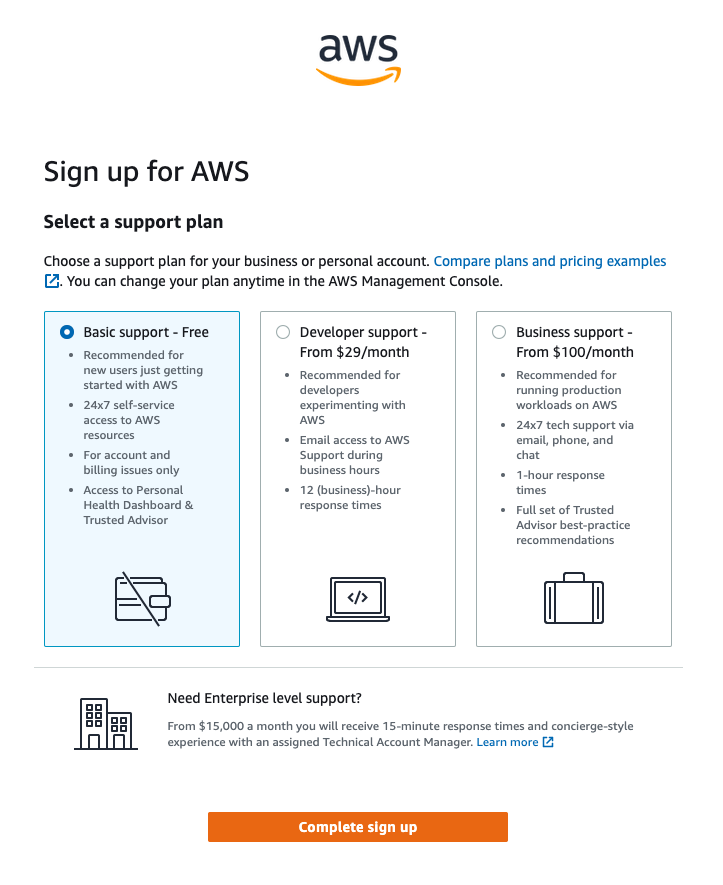 aws
Sign up for AWS
Select a support plan
Choose a support plan for your business or personal account. Compare plans and pricing examples
. You can change your plan anytime in the AWS Management Console.
Basic support - Free
Recommended for
new users just getting
started with AWS
24x7 self-service
access to AWS
resources
For account and
billing issues only
Access to Personal
Health Dashboard &
Trusted Advisor
Developer support -
From $29/month
Recommended for
developers
experimenting with
AWS
Email access to AWS
Support during
business hours
12 (business)-hour
response times
</>
Business support -
From $100/month
Recommended for
running production
workloads on AWS
24x7 tech support via
email, phone, and
chat
1-hour response
times
Full set of Trusted
Advisor best-practice
recommendations
Need Enterprise level support?
From $15,000 a month you will receive 15-minute response times and concierge-style
experience with an assigned Technical Account Manager. Learn more
Complete sign up